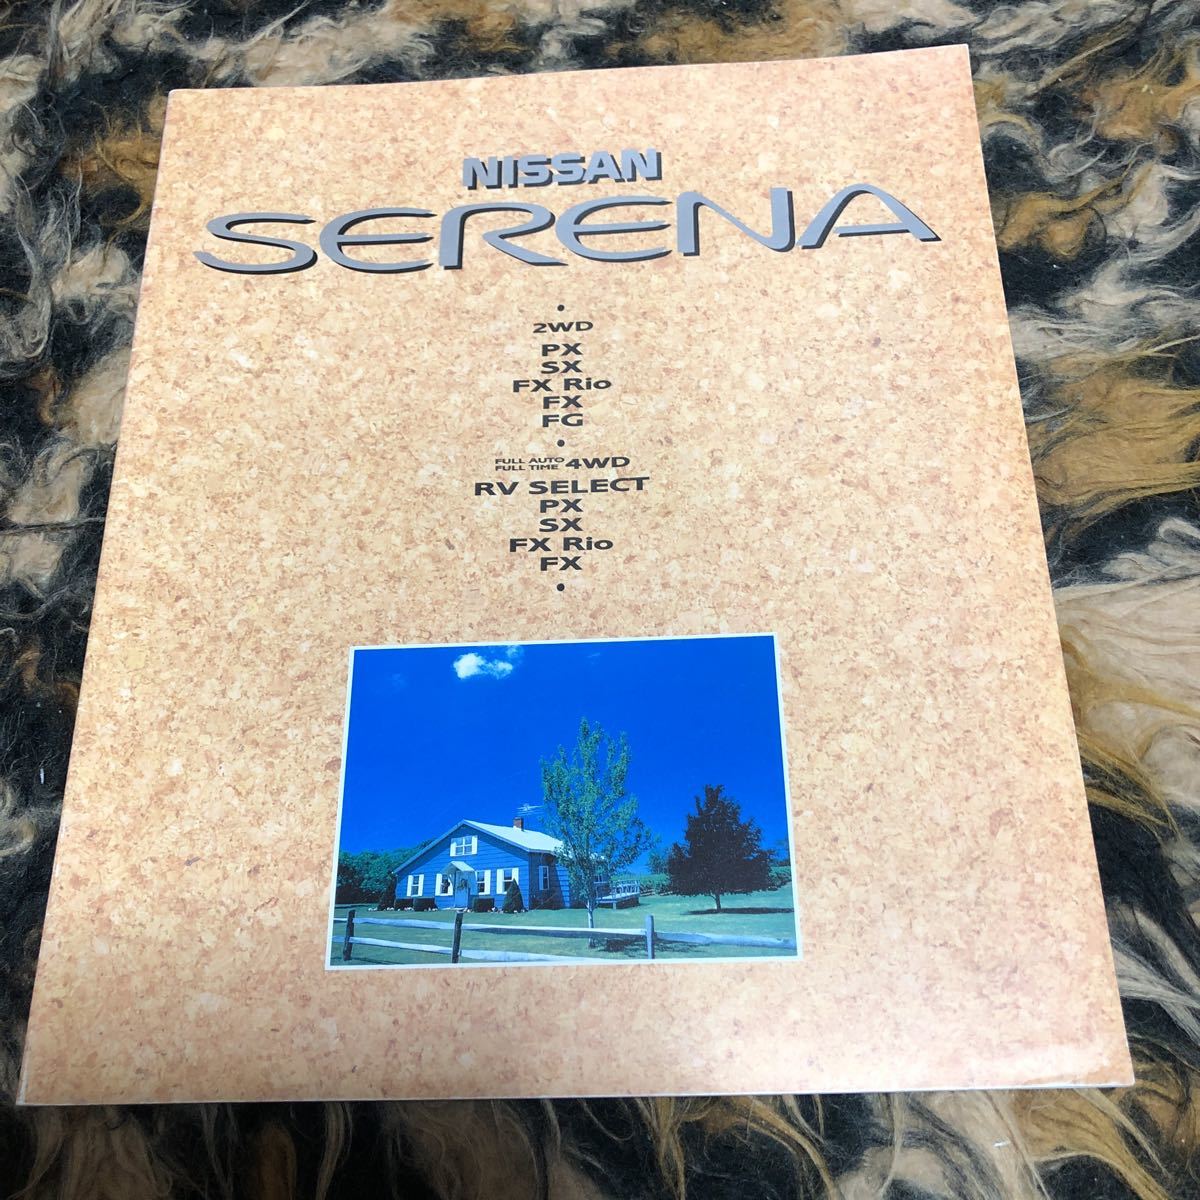 NISSAN
SERENA
•
2WD
PX
SX
FX Rio
FX
FG
•
FULL AUTO
FULL TIME 4WD
RV SELECT
PX
SX
FX Rio
FX
•